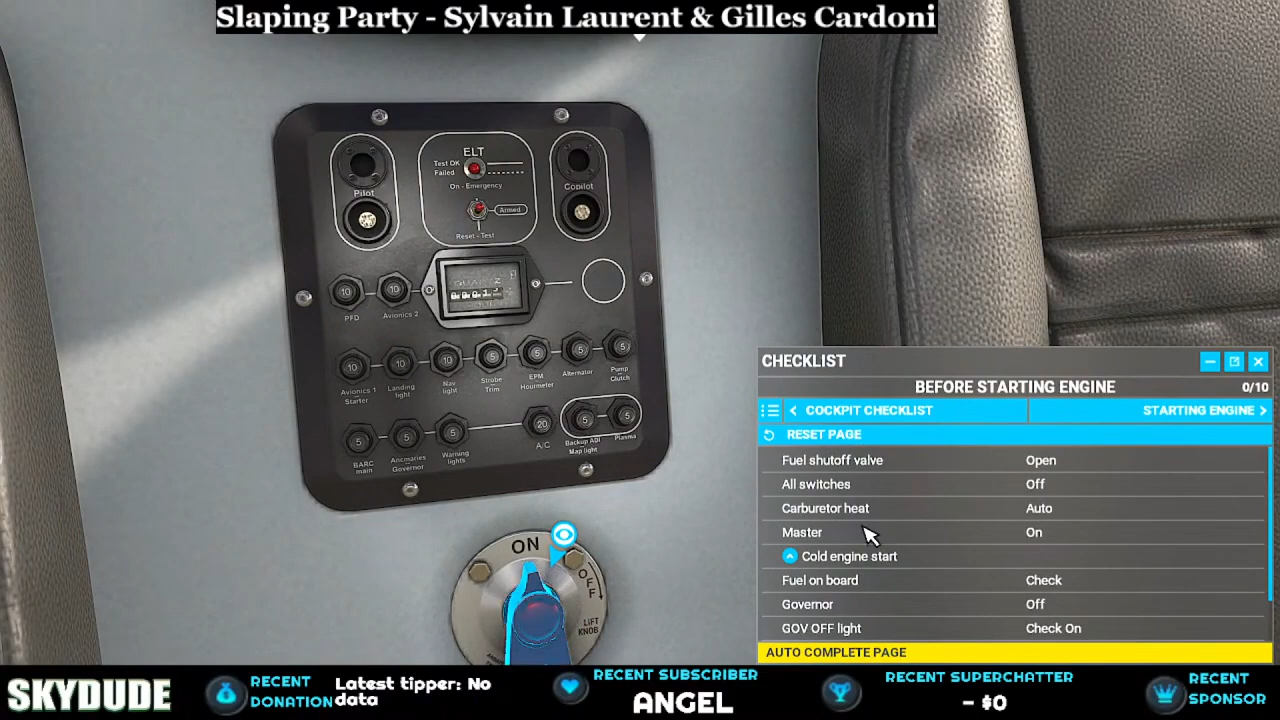 Slaping Party - Sylvain Laurent & Gilles Cardoni
ELT
Test OK
Failed
On - Emergency
Armed
Reset - Test
Pilot
Copilot
10
10
PFD
Avionics 2
10
10
10
5
5
5
5
Avionics 1
Starter
Landing
light
Nav
light
Strobe
Trim
EPM
Hourmeter
Alternator
Pump
Clutch
5
5
5
20
5
5
BARC
main
Ancmaries
Governor
Warning
lights
A/C
Backup ADI
Map light
Plasma
ON
OFF
LIFT
KNOB
CHECKLIST
BEFORE STARTING ENGINE 0/10
COCKPIT CHECKLIST STARTING ENGINE
RESET PAGE
Fuel shutoff valve Open
All switches Off
Carburetor heat Auto
Master On
Cold engine start
Fuel on board Check
Governor Off
GOV OFF light Check On
AUTO COMPLETE PAGE
SKYDUDE
RECENT
DONATION
Latest tipper: No
data
RECENT SUBSCRIBER
ANGEL
RECENT SUPERCHATTER
- $0
RECENT
SPONSOR